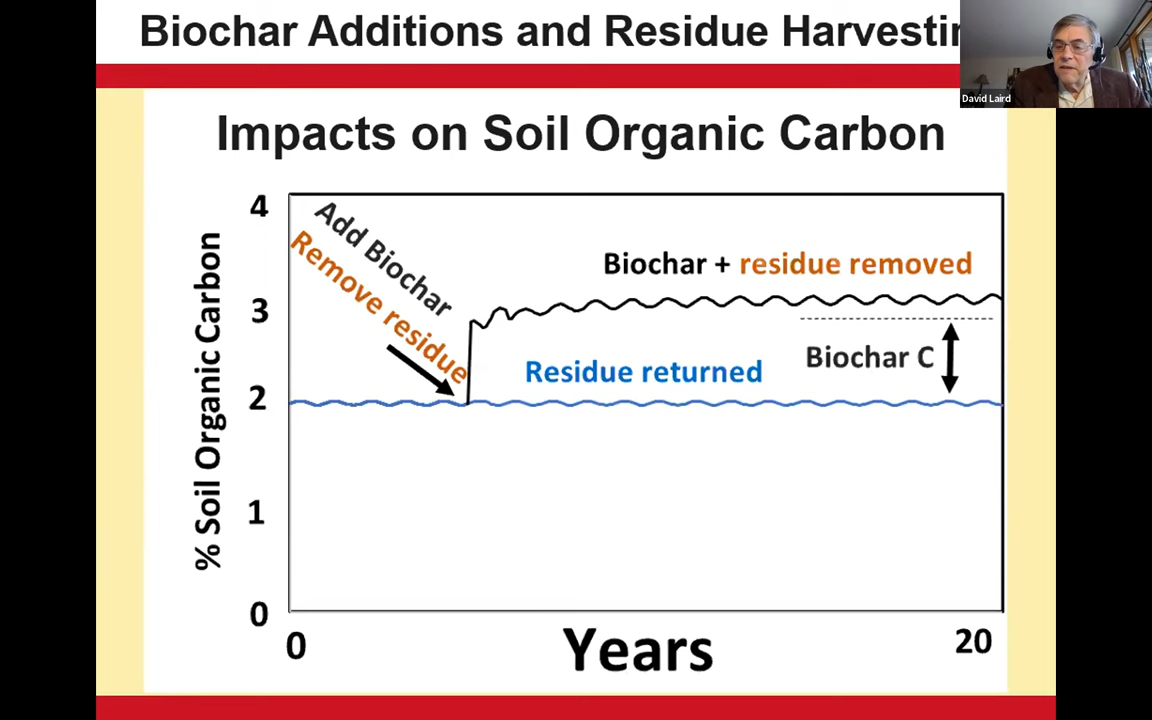 Biochar Additions and Residue Harvestin
David Laird
Impacts on Soil Organic Carbon
% Soil Organic Carbon
4
3
2
1
0
Add Biochar
Remove residue
Biochar + residue removed
Residue returned
Biochar C
0
Years
20